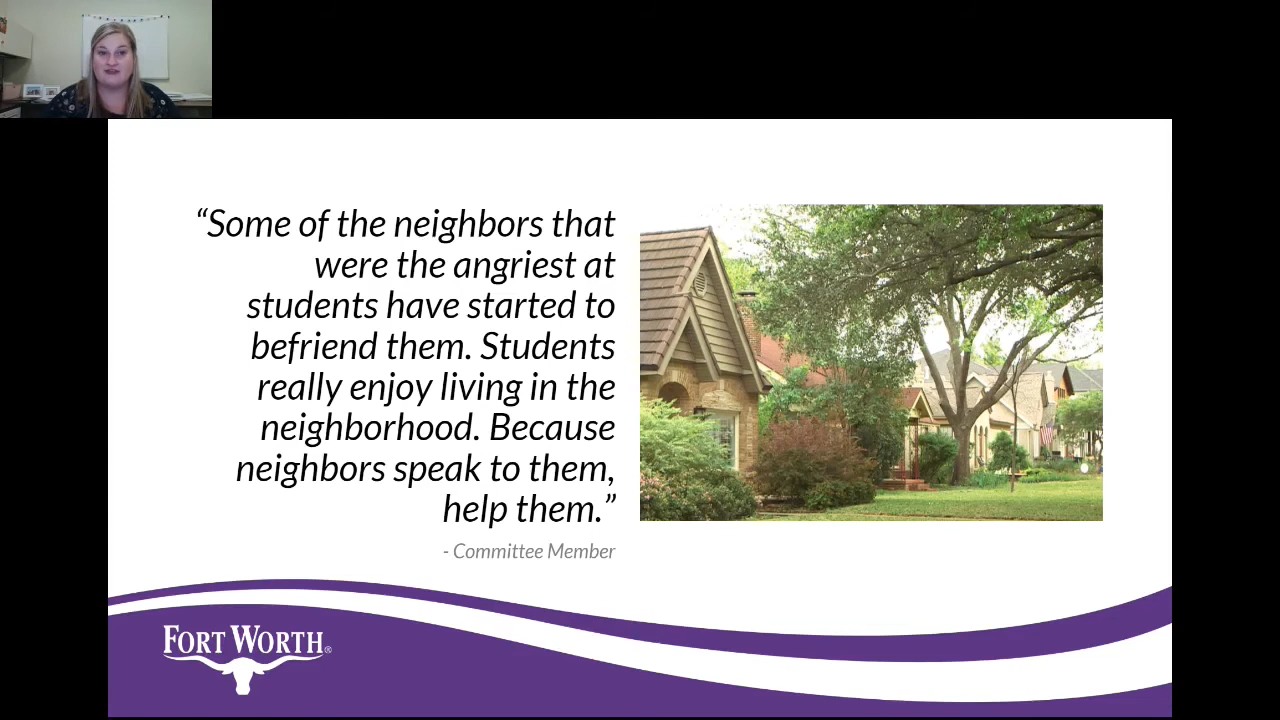 “Some of the neighbors that
were the angriest at
students have started to
befriend them. Students
really enjoy living in the
neighborhood. Because
neighbors speak to them,
help them.”
- Committee Member
FORT WORTH®